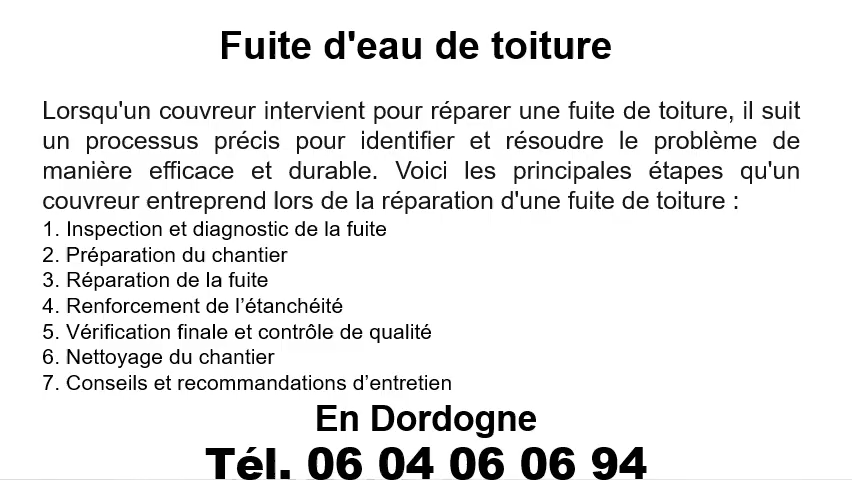 Fuite d'eau de toiture
Lorsqu'un couvreur intervient pour réparer une fuite de toiture, il suit
un processus précis pour identifier et résoudre le problème de
manière efficace et durable. Voici les principales étapes qu'un
couvreur entreprend lors de la réparation d'une fuite de toiture :
1. Inspection et diagnostic de la fuite
2. Préparation du chantier
3. Réparation de la fuite
4. Renforcement de l’étanchéité
5. Vérification finale et contrôle de qualité
6. Nettoyage du chantier
7. Conseils et recommandations d’entretien
En Dordogne
Tél. 06 04 06 06 94